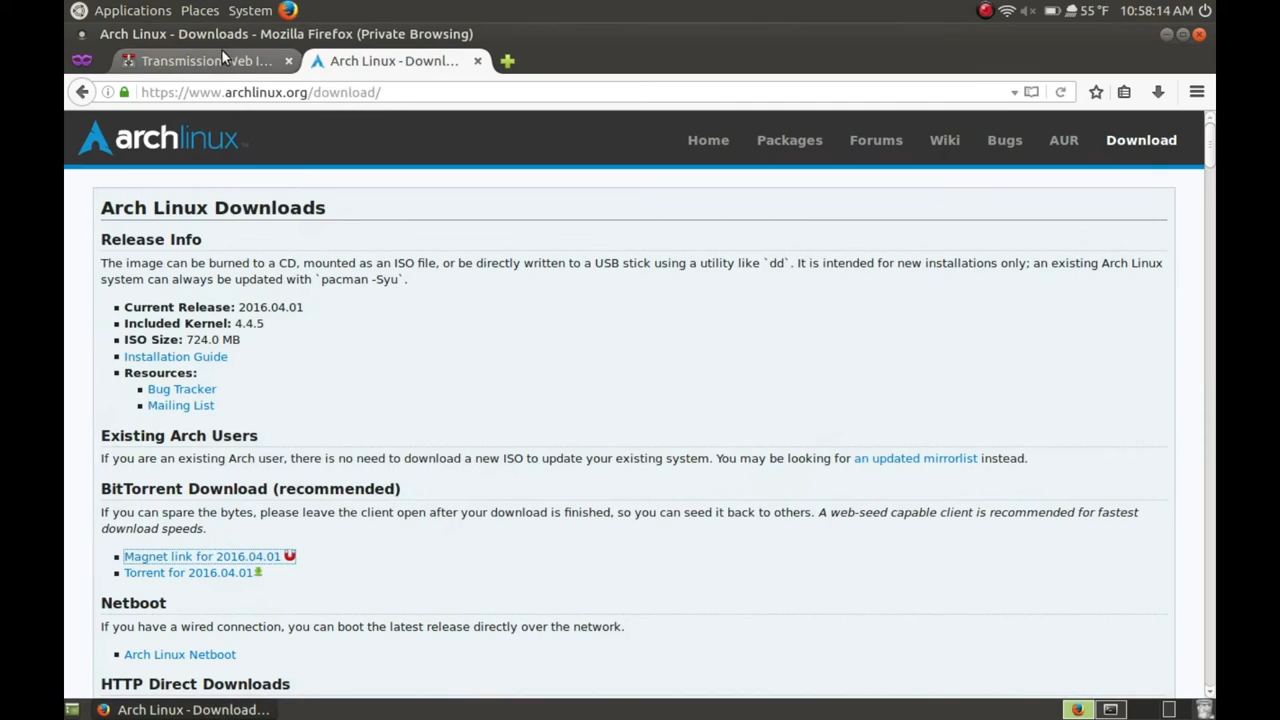 Applications Places System 55 °F 10:58:14 AM
Arch Linux - Downloads - Mozilla Firefox (Private Browsing)
Transmission Web I... Arch Linux - Downl...
https://www.archlinux.org/download/
archlinux Home Packages Forums Wiki Bugs AUR Download
Arch Linux Downloads
Release Info
The image can be burned to a CD, mounted as an ISO file, or be directly written to a USB stick using a utility like `dd`. It is intended for new installations only; an existing Arch Linux
system can always be updated with `pacman -Syu`.
Current Release: 2016.04.01
Included Kernel: 4.4.5
ISO Size: 724.0 MB
Installation Guide
Resources:
Bug Tracker
Mailing List
Existing Arch Users
If you are an existing Arch user, there is no need to download a new ISO to update your existing system. You may be looking for an updated mirrorlist instead.
BitTorrent Download (recommended)
If you can spare the bytes, please leave the client open after your download is finished, so you can seed it back to others. A web-seed capable client is recommended for fastest
download speeds.
Magnet link for 2016.04.01
Torrent for 2016.04.01
Netboot
If you have a wired connection, you can boot the latest release directly over the network.
Arch Linux Netboot
HTTP Direct Downloads
Arch Linux - Download...